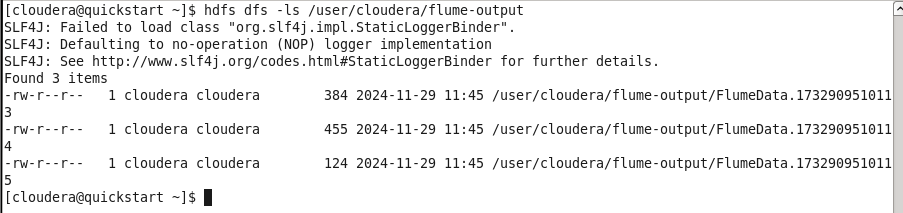 [cloudera@quickstart ~]$ hdfs dfs -ls /user/cloudera/flume-output
SLF4J: Failed to load class "org.slf4j.impl.StaticLoggerBinder".
SLF4J: Defaulting to no-operation (NOP) logger implementation
SLF4J: See http://www.slf4j.org/codes.html#StaticLoggerBinder for further details.
Found 3 items
-rw-r--r--   1 cloudera cloudera        384 2024-11-29 11:45 /user/cloudera/flume-output/FlumeData.173290951011
3
-rw-r--r--   1 cloudera cloudera        455 2024-11-29 11:45 /user/cloudera/flume-output/FlumeData.173290951011
4
-rw-r--r--   1 cloudera cloudera        124 2024-11-29 11:45 /user/cloudera/flume-output/FlumeData.173290951011
5
[cloudera@quickstart ~]$